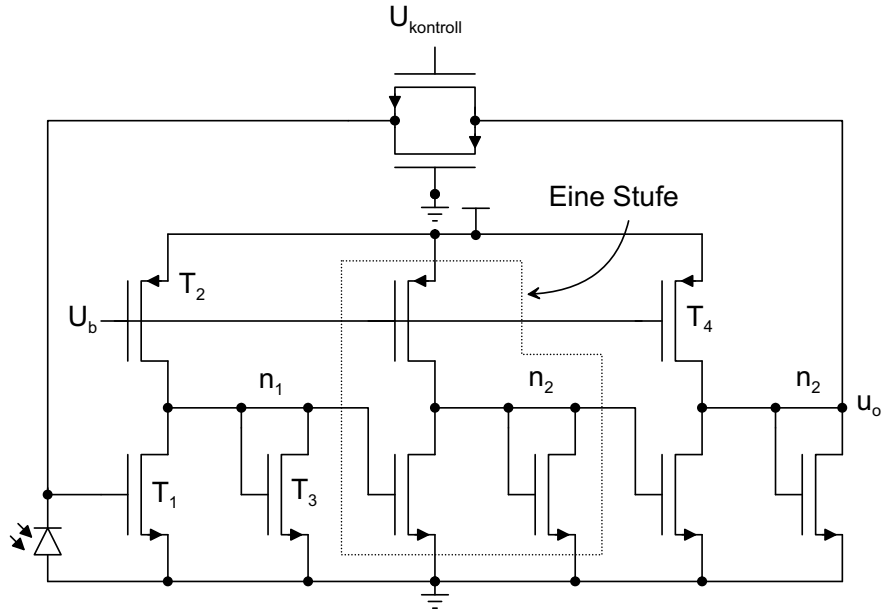 U_kontroll
Eine Stufe
T_2
U_b
T_4
n_1
n_2
n_2
u_o
T_1
T_3